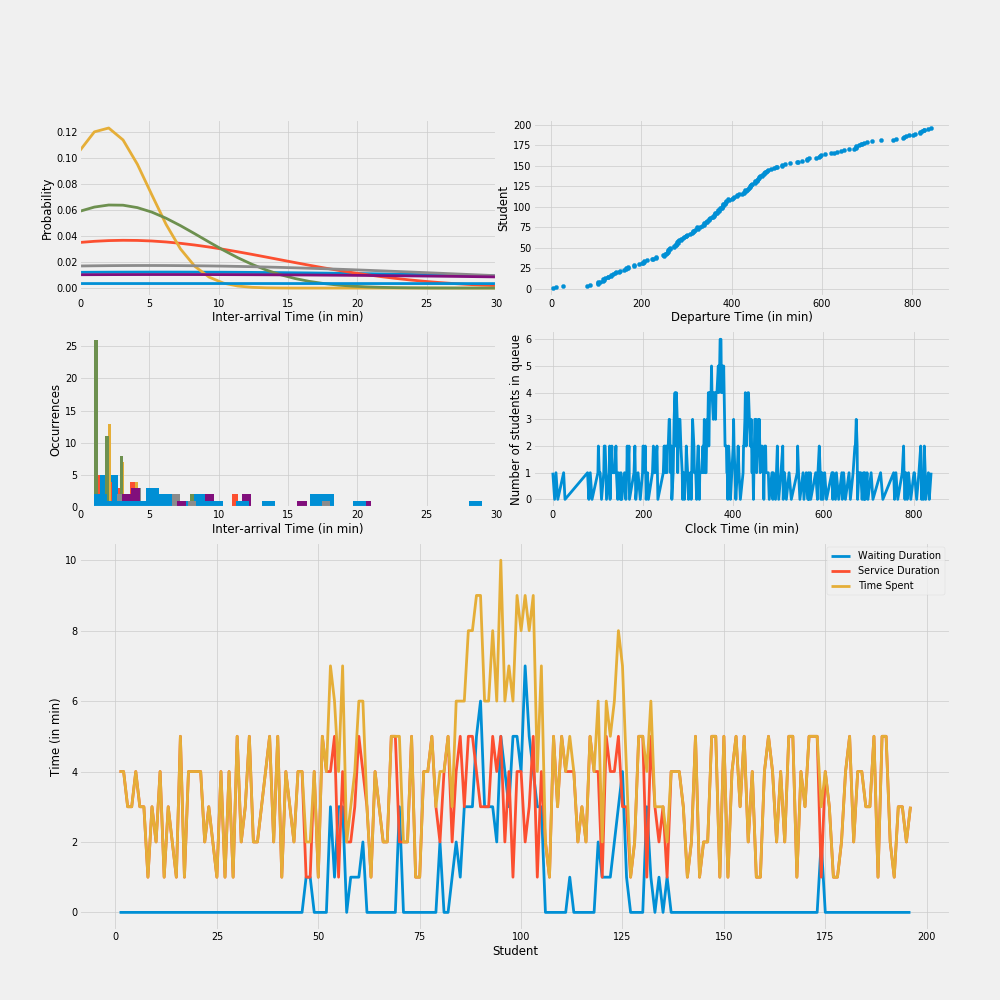 0.12
0.10
0.08
0.06
0.04
0.02
0.00
Probability
0 5 10 15 20 25 30
Inter-arrival Time (in min)
200
175
150
125
100
75
50
25
0
Student
0 200 400 600 800
Departure Time (in min)
25
20
15
10
5
0
Occurrences
0 5 10 15 20 25 30
Inter-arrival Time (in min)
6
5
4
3
2
1
0
Number of students in queue
0 200 400 600 800
Clock Time (in min)
10
8
6
4
2
0
Time (in min)
Waiting Duration
Service Duration
Time Spent
0 25 50 75 100 125 150 175 200
Student